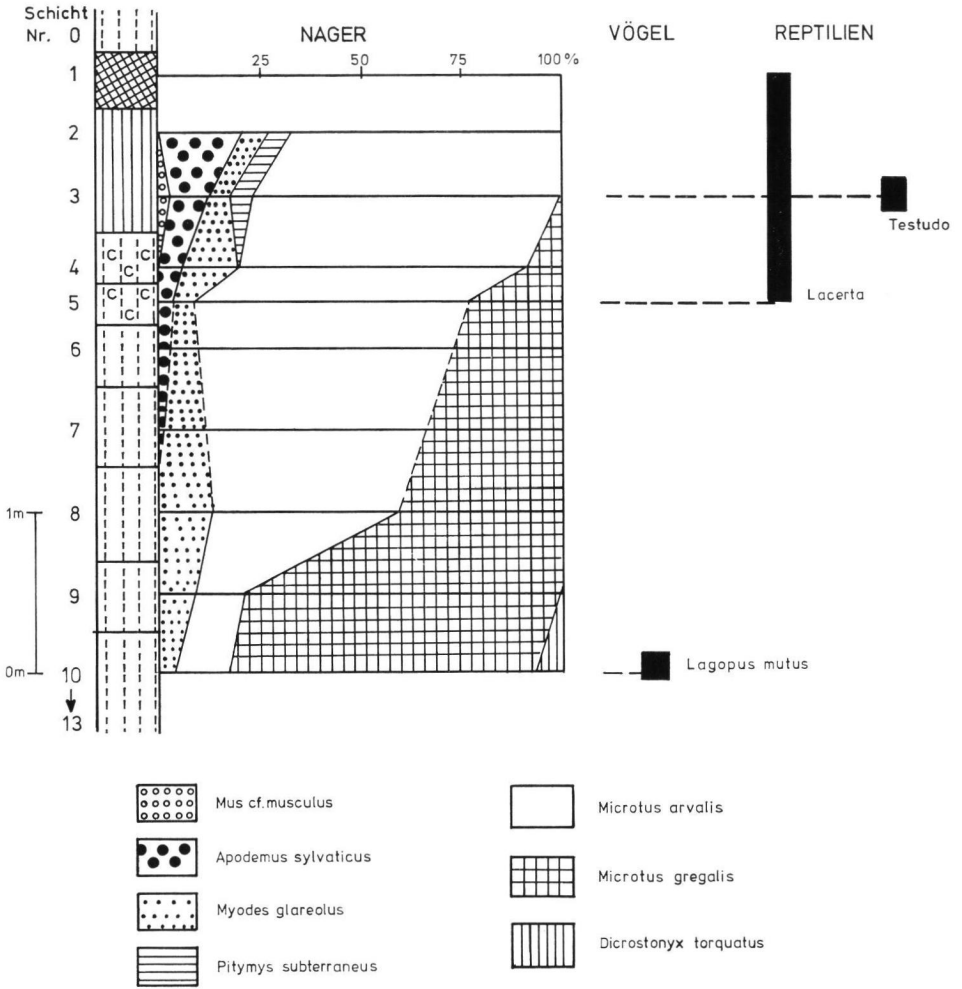 Schicht
Nr. 0
NAGER
VÖGEL
REPTILIEN
25 50 75 100%
1
2
3
Testudo
C C
C
4
C C
C
5
Lacerta
6
7
1m
8
9
0m
10
Lagopus mutus
13
Mus cf. musculus
Apodemus sylvaticus
Myodes glareolus
Pitymys subterraneus
Microtus arvalis
Microtus gregalis
Dicrostonyx torquatus